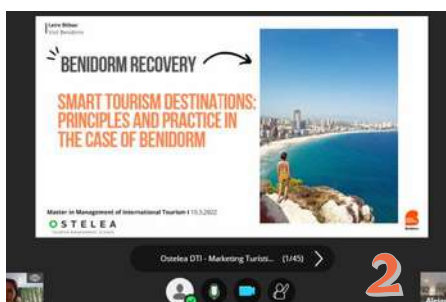 Leire Bilbao
Visit Benidorm
BENIDORM RECOVERY
SMART TOURISM DESTINATIONS:
PRINCIPLES AND PRACTICE IN
THE CASE OF BENIDORM
Master in Management of International Tourism I 10.3.2022
OSTELEA
Ostelea DTI - Marketing Turísti... (1/45)
2